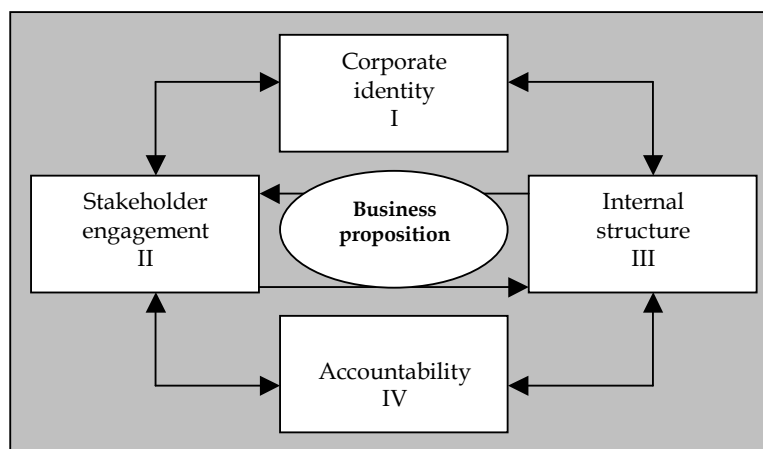 Corporate
identity
I
Stakeholder
engagement
II
Business
proposition
Internal
structure
III
Accountability
IV